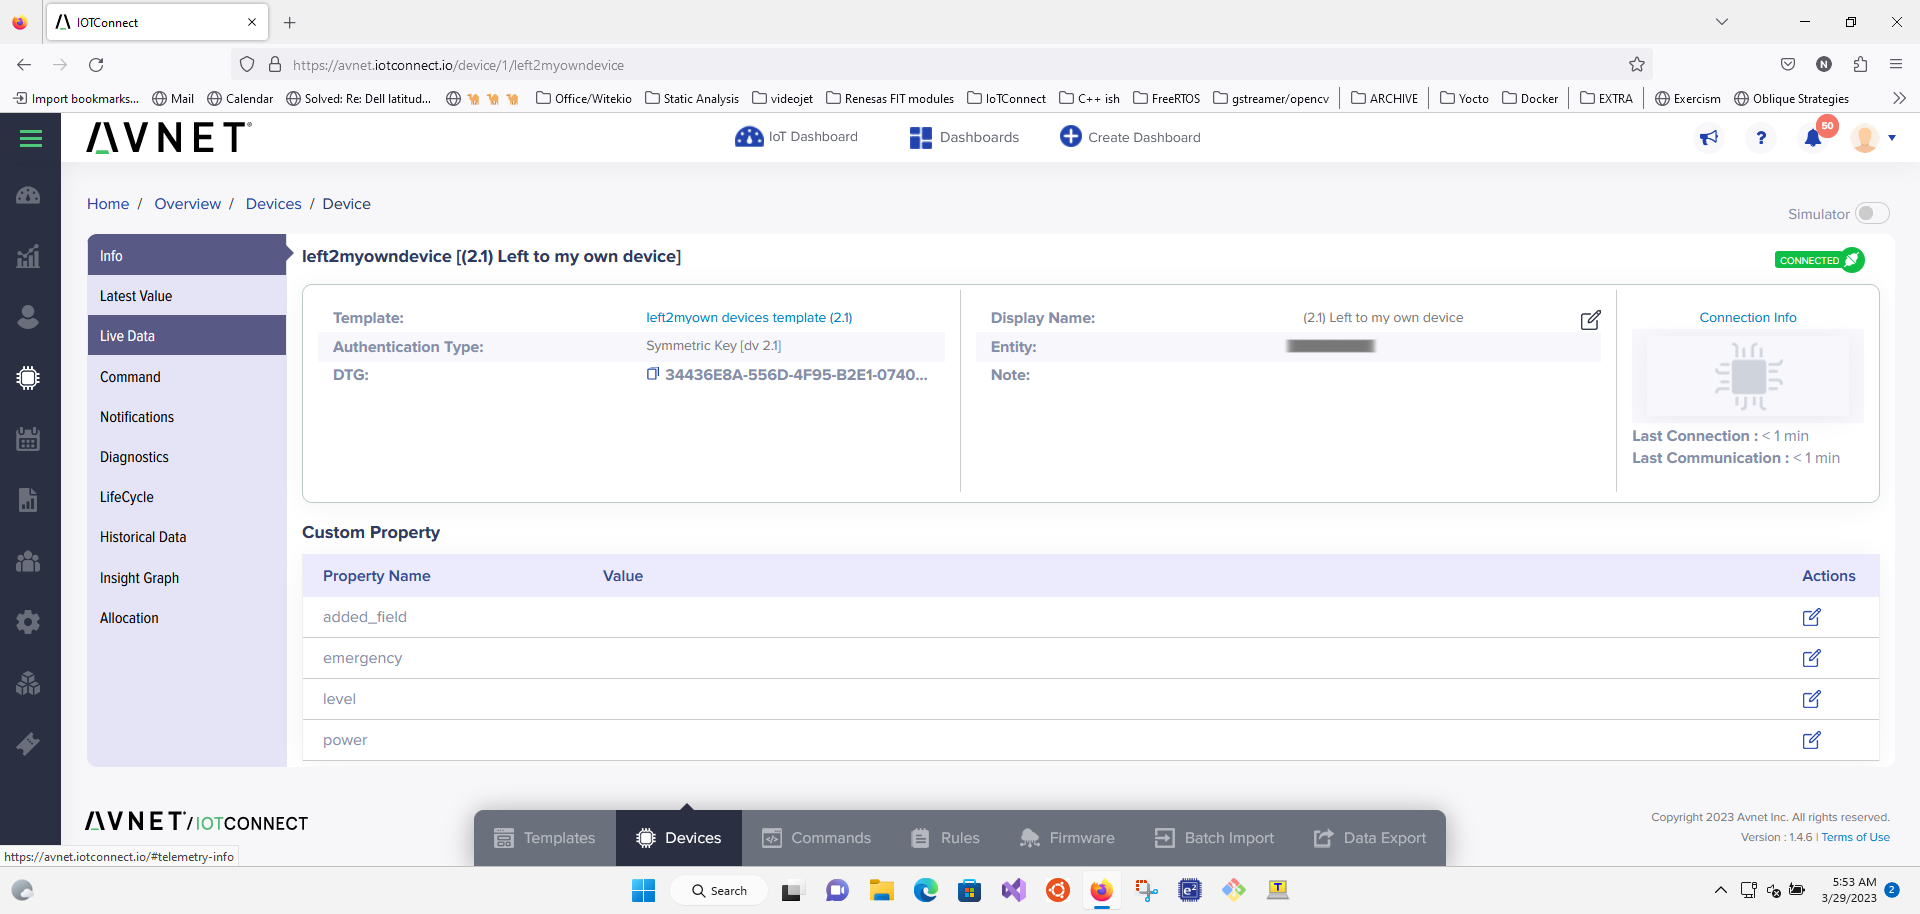 IOTConnect
https://avnet.iotconnect.io/device/1/left2myowndevice
Import bookmarks... Mail Calendar Solved: Re: Dell latitud... Office/Witekio Static Analysis videojet Renesas FIT modules IoTConnect C++ ish FreeRTOS gstreamer/opencv ARCHIVE Yocto Docker EXTRA Exercism Oblique Strategies
AVNET IoT Dashboard Dashboards Create Dashboard ? 50
N
Home / Overview / Devices / Device
Simulator
Info
Latest Value
Live Data
Command
Notifications
Diagnostics
LifeCycle
Historical Data
Insight Graph
Allocation
left2myowndevice [(2.1) Left to my own device]
CONNECTED
Template: left2myown devices template (2.1)
Authentication Type: Symmetric Key [dv 2.1]
DTG: 34436E8A-556D-4F95-B2E1-0740...
Display Name: (2.1) Left to my own device
Entity:
Note:
Connection Info
Last Connection : < 1 min
Last Communication : < 1 min
Custom Property
Property Name Value Actions
added_field
emergency
level
power
AVNET®/IOTCONNECT
Templates Devices Commands Rules Firmware Batch Import Data Export
Copyright 2023 Avnet Inc. All rights reserved.
Version : 1.4.6 | Terms of Use
https://avnet.iotconnect.io/#telemetry-info
Search
5:53 AM
3/29/2023
2